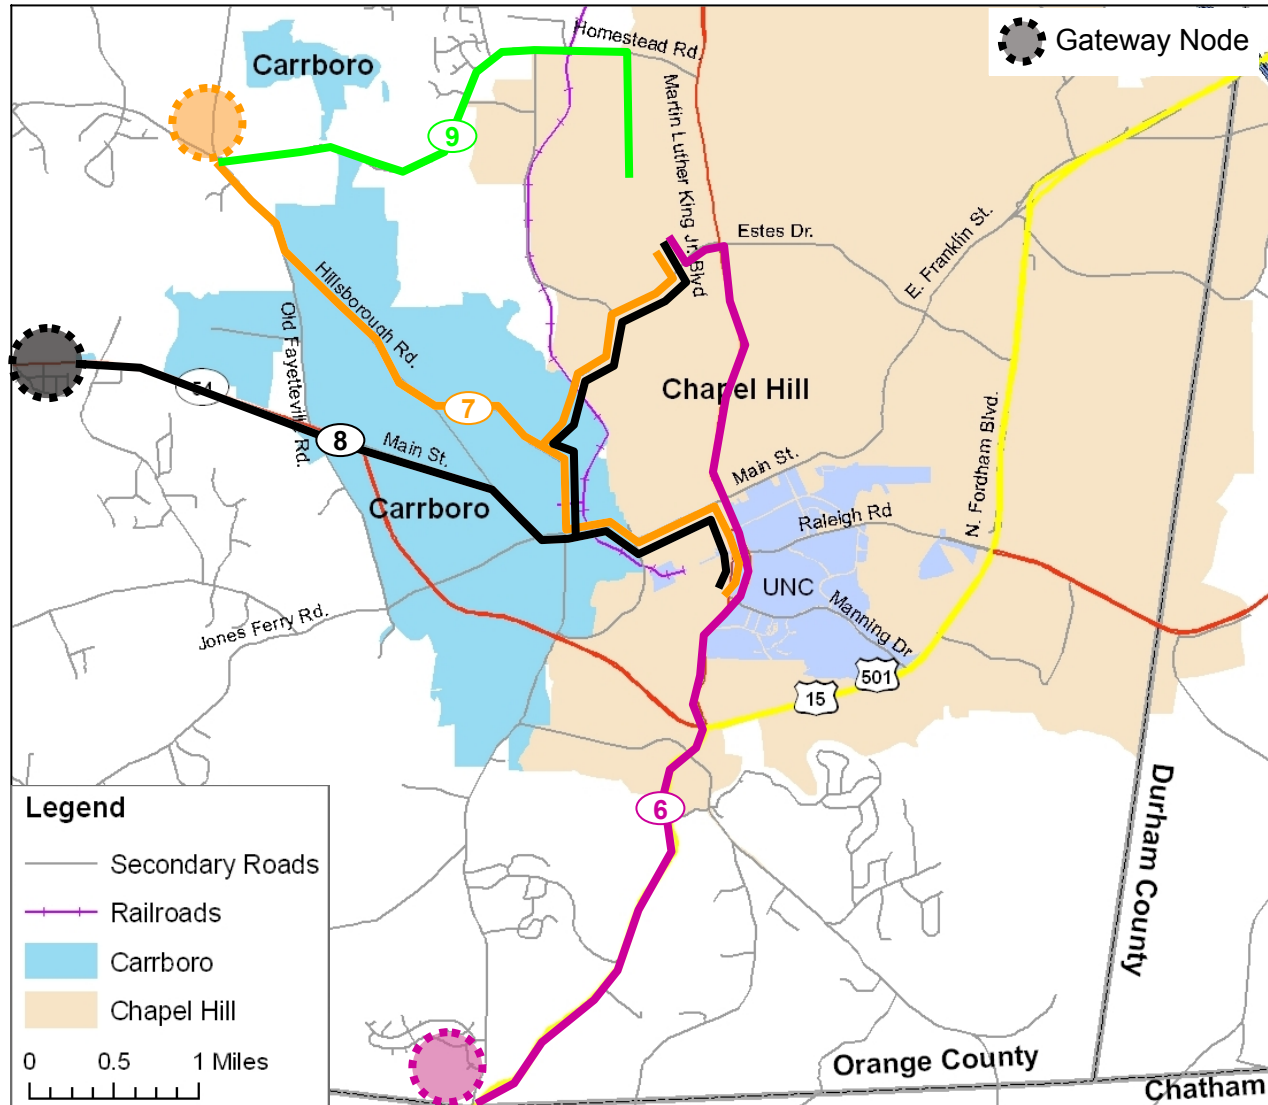 Gateway Node
Homestead Rd.
Carrboro
Martin Luther King Jr. Blvd
9
Estes Dr.
E. Franklin St.
Hillsborough Rd.
Old Fayetteville Rd.
54
7
8
Chapel Hill
Main St.
Main St.
Carrboro
N. Fordham Blvd.
Raleigh Rd
UNC
Manning Dr
Jones Ferry Rd.
501
15
6
Durham County
Legend
Secondary Roads
Railroads
Carrboro
Chapel Hill
0 0.5 1 Miles
Orange County
Chatham